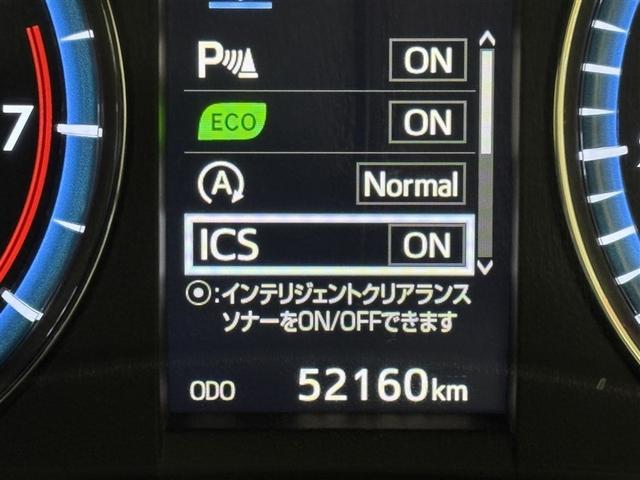 P ON
ECO ON
A Normal
ICS ON
⦿:インテリジェントクリアランス
ソナーをON/OFFできます
ODO 52160km
7